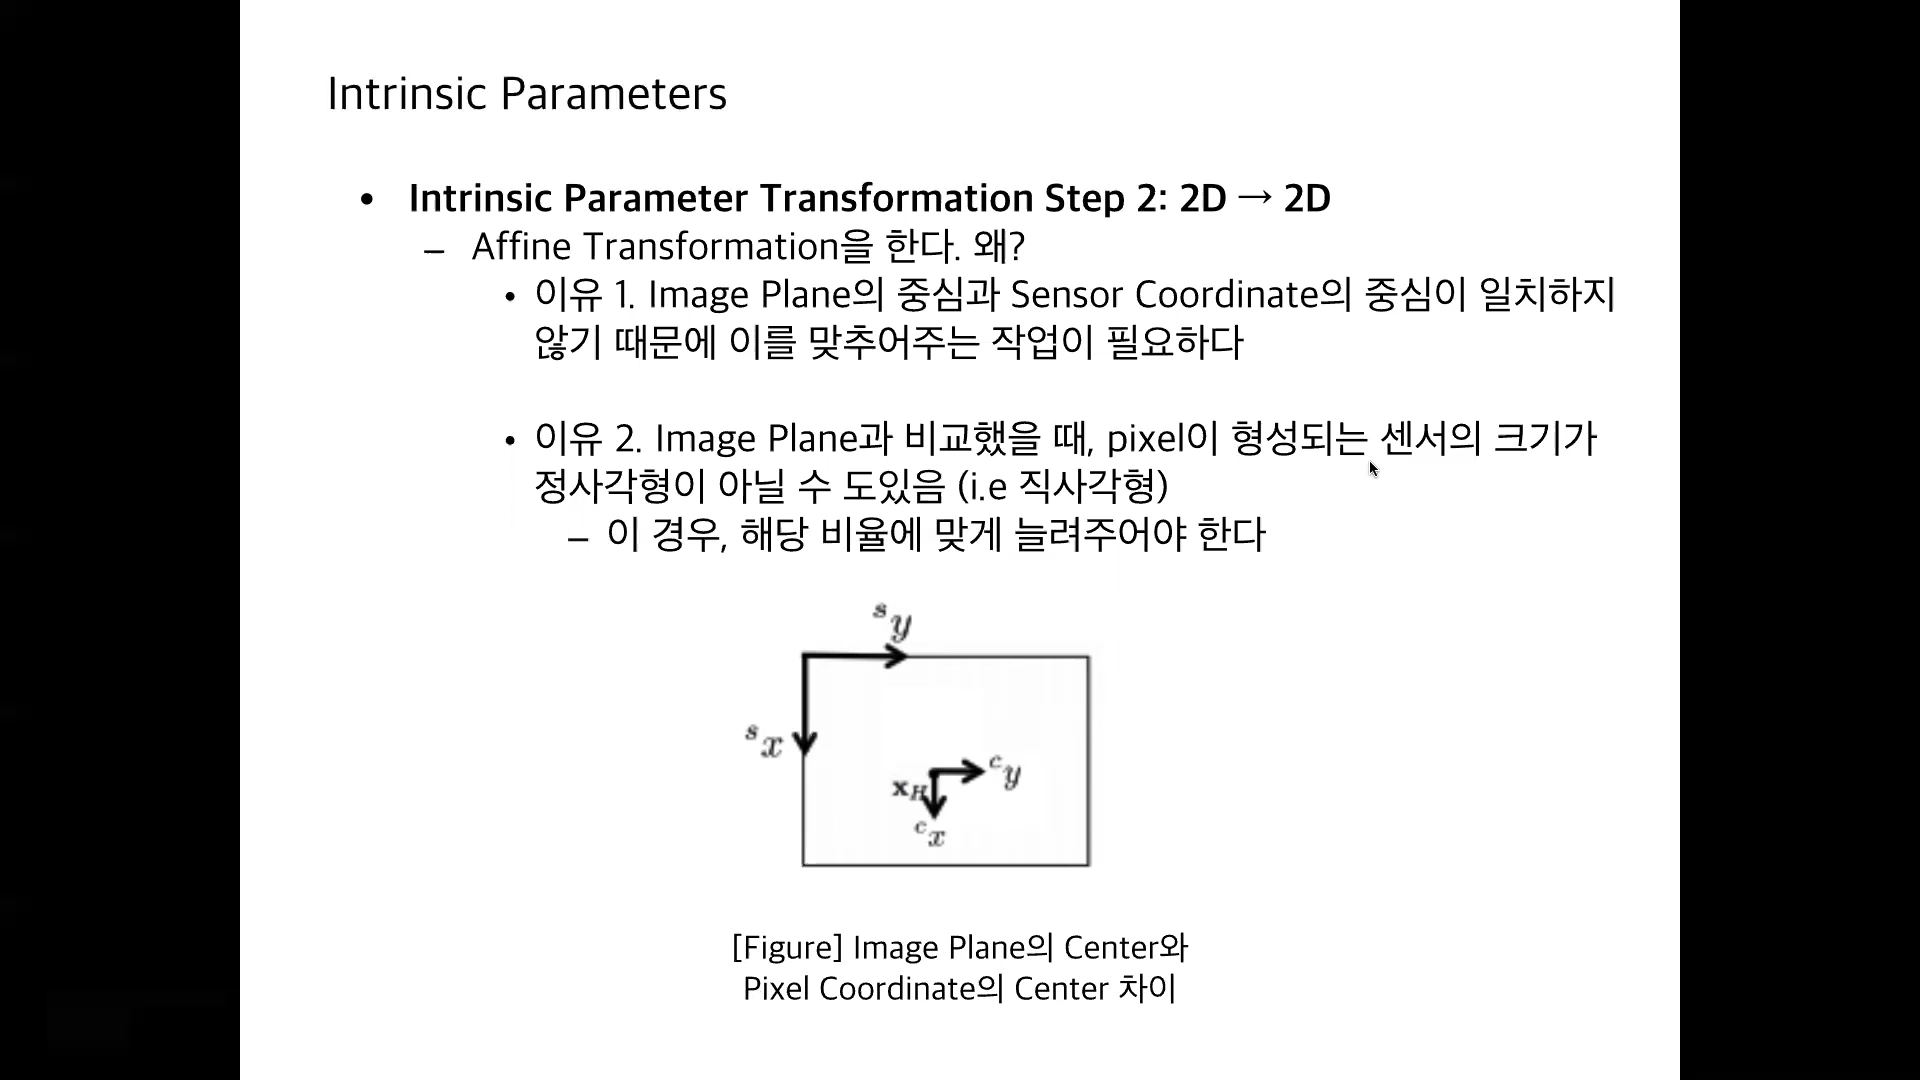 Intrinsic Parameters
• Intrinsic Parameter Transformation Step 2: 2D → 2D
– Affine Transformation을 한다. 왜?
• 이유 1. Image Plane의 중심과 Sensor Coordinate의 중심이 일치하지
않기 때문에 이를 맞추어주는 작업이 필요하다
• 이유 2. Image Plane과 비교했을 때, pixel이 형성되는 센서의 크기가
정사각형이 아닐 수 도있음 (i.e 직사각형)
– 이 경우, 해당 비율에 맞게 늘려주어야 한다
s y
s x
c y
x H
c x
[Figure] Image Plane의 Center와
Pixel Coordinate의 Center 차이